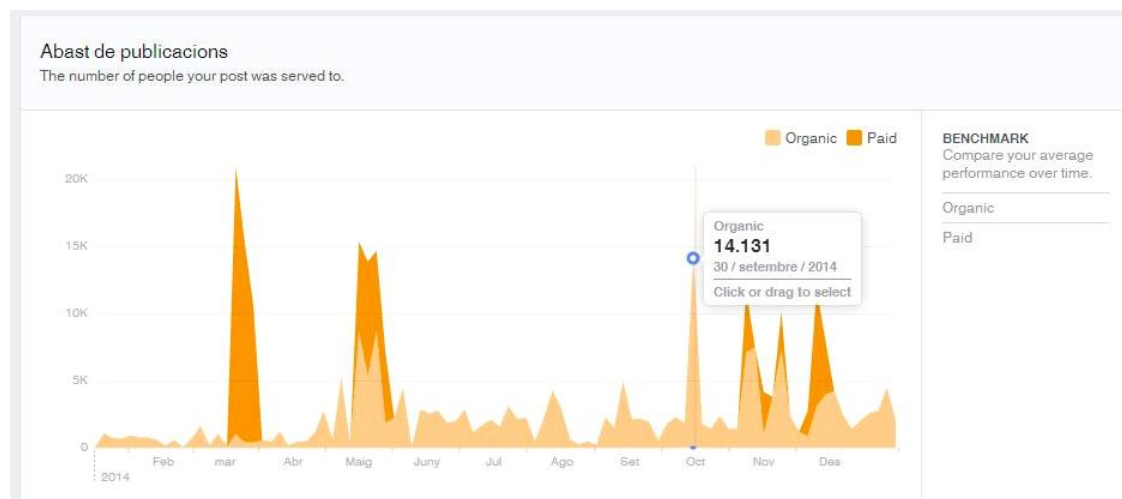 Abast de publicacions
The number of people your post was served to.
Organic Paid
BENCHMARK
Compare your average
performance over time.
Organic
Paid
20K
15K
10K
5K
0
Organic
14.131
30 / setembre / 2014
Click or drag to select
Feb mar Abr Maig Juny Jul Ago Set Oct Nov Des
2014